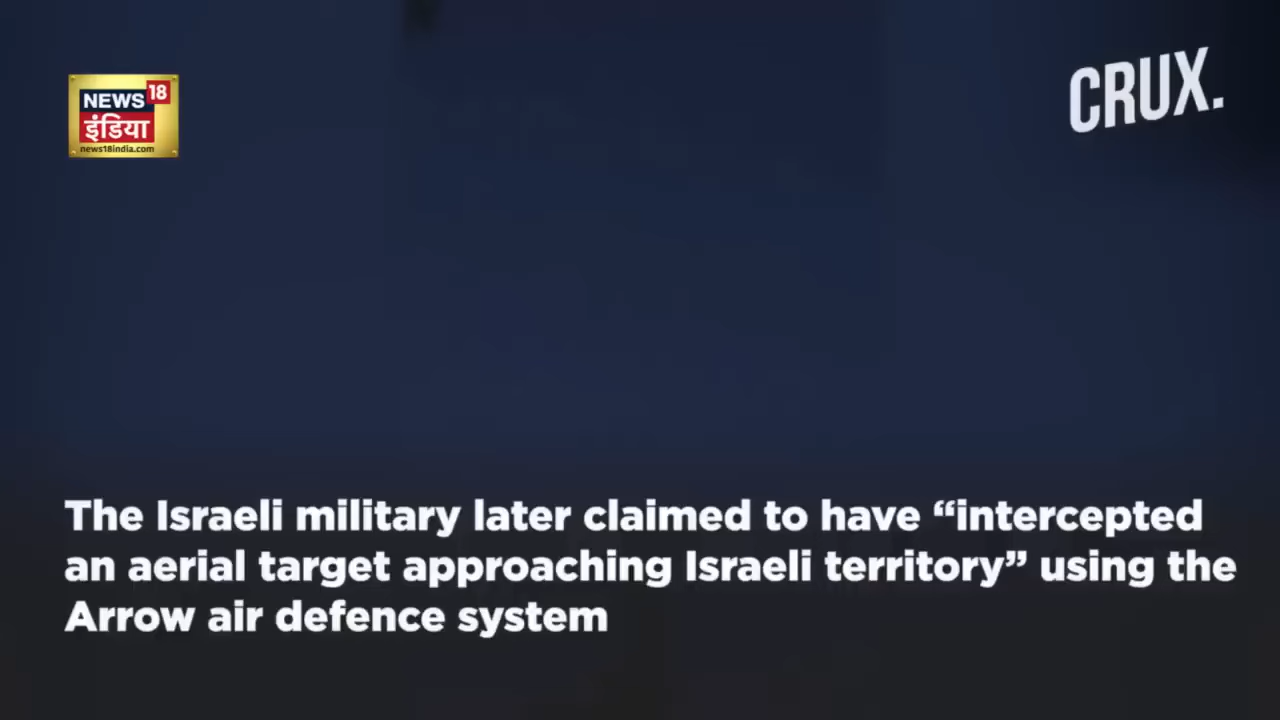 NEWS 18
इंडिया
news18india.com
CRUX.
The Israeli military later claimed to have “intercepted
an aerial target approaching Israeli territory” using the
Arrow air defence system